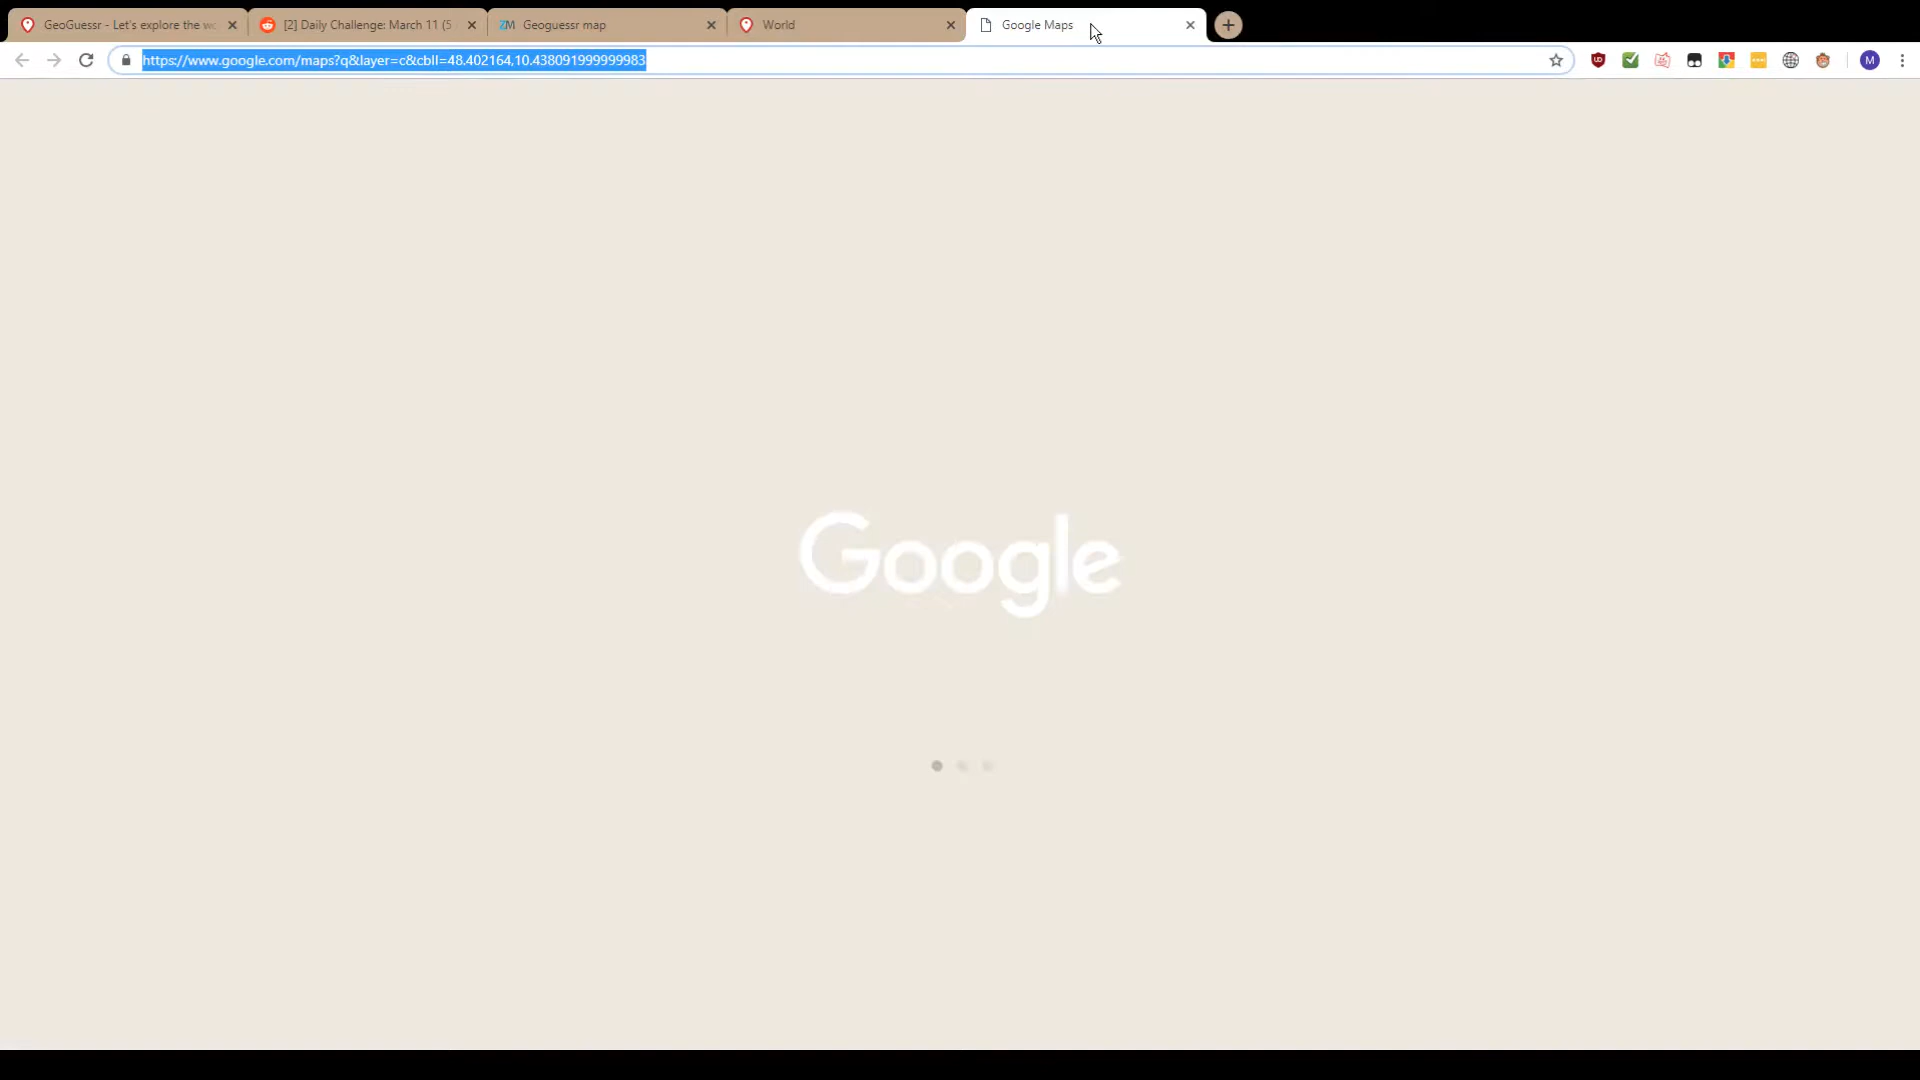 GeoGuessr - Let's explore the wo
[2] Daily Challenge: March 11 (5
Geoguessr map
World
Google Maps
https://www.google.com/maps?q&layer=c&cbll=48.402164,10.438091999999983
M
Google